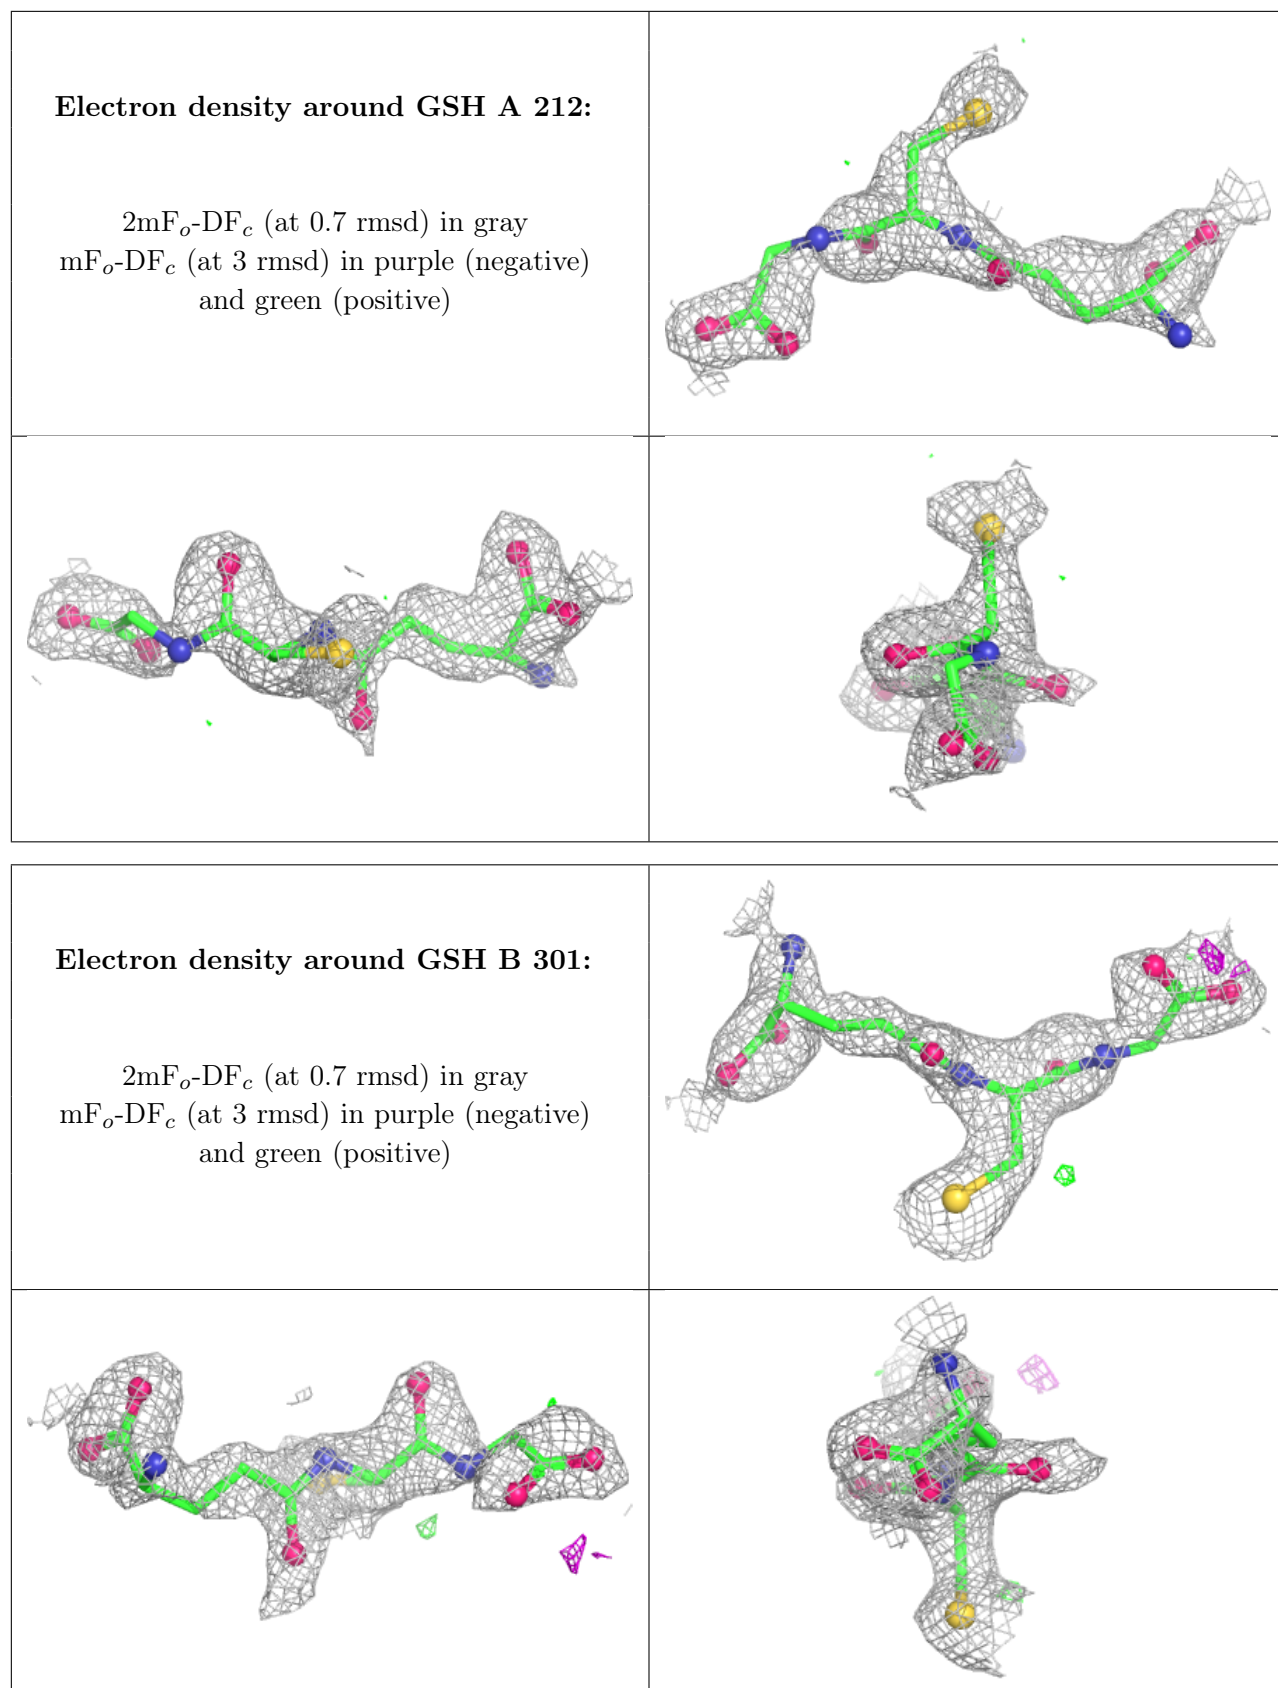 Electron density around GSH A 212:
2mFo-DFc (at 0.7 rmsd) in gray
mFo-DFc (at 3 rmsd) in purple (negative)
and green (positive)
Electron density around GSH B 301:
2mFo-DFc (at 0.7 rmsd) in gray
mFo-DFc (at 3 rmsd) in purple (negative)
and green (positive)